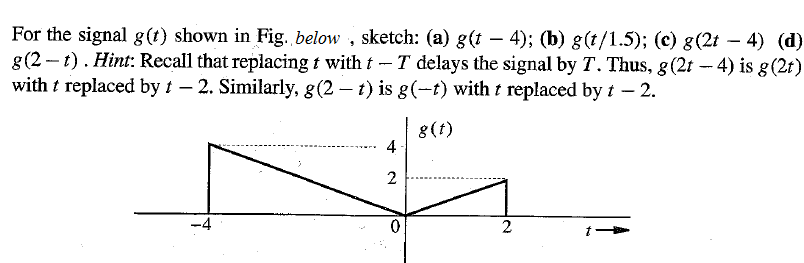 For the signal g(t) shown in Fig. below , sketch: (a) g(t − 4); (b) g(t/1.5); (c) g(2t − 4) (d)
g(2 − t) . Hint: Recall that replacing t with t − T delays the signal by T. Thus, g(2t − 4) is g(2t)
with t replaced by t − 2. Similarly, g(2 − t) is g(−t) with t replaced by t − 2.
g(t)
4
2
−4 0 2 t